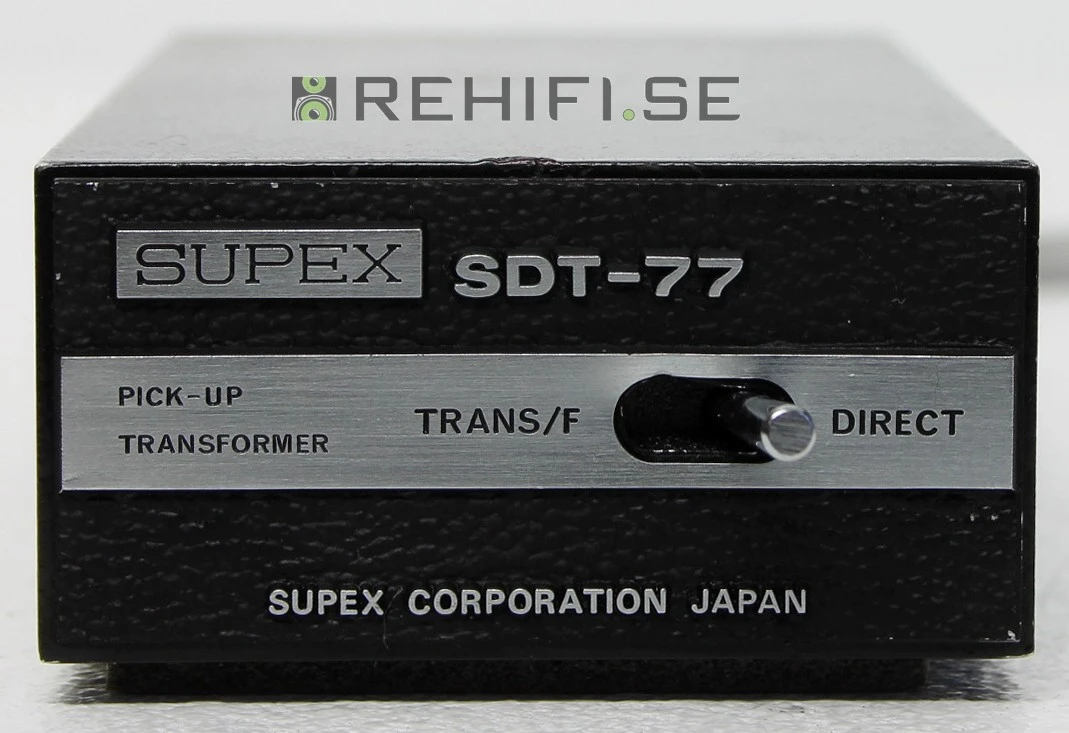 REHIFI.SE
SUPEX SDT-77
PICK-UP
TRANSFORMER
TRANS/F DIRECT
SUPEX CORPORATION JAPAN